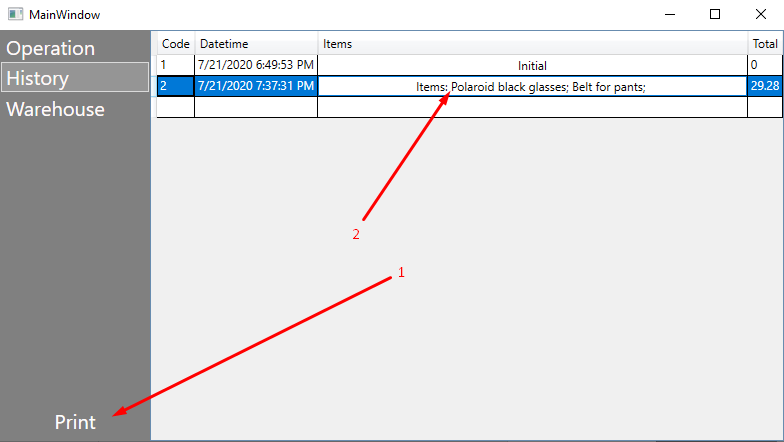 MainWindow
Operation
History
Warehouse
Print
Code Datetime Items Total
1 7/21/2020 6:49:53 PM Initial 0
2 7/21/2020 7:37:31 PM Items: Polaroid black glasses; Belt for pants; 29.28
2
1